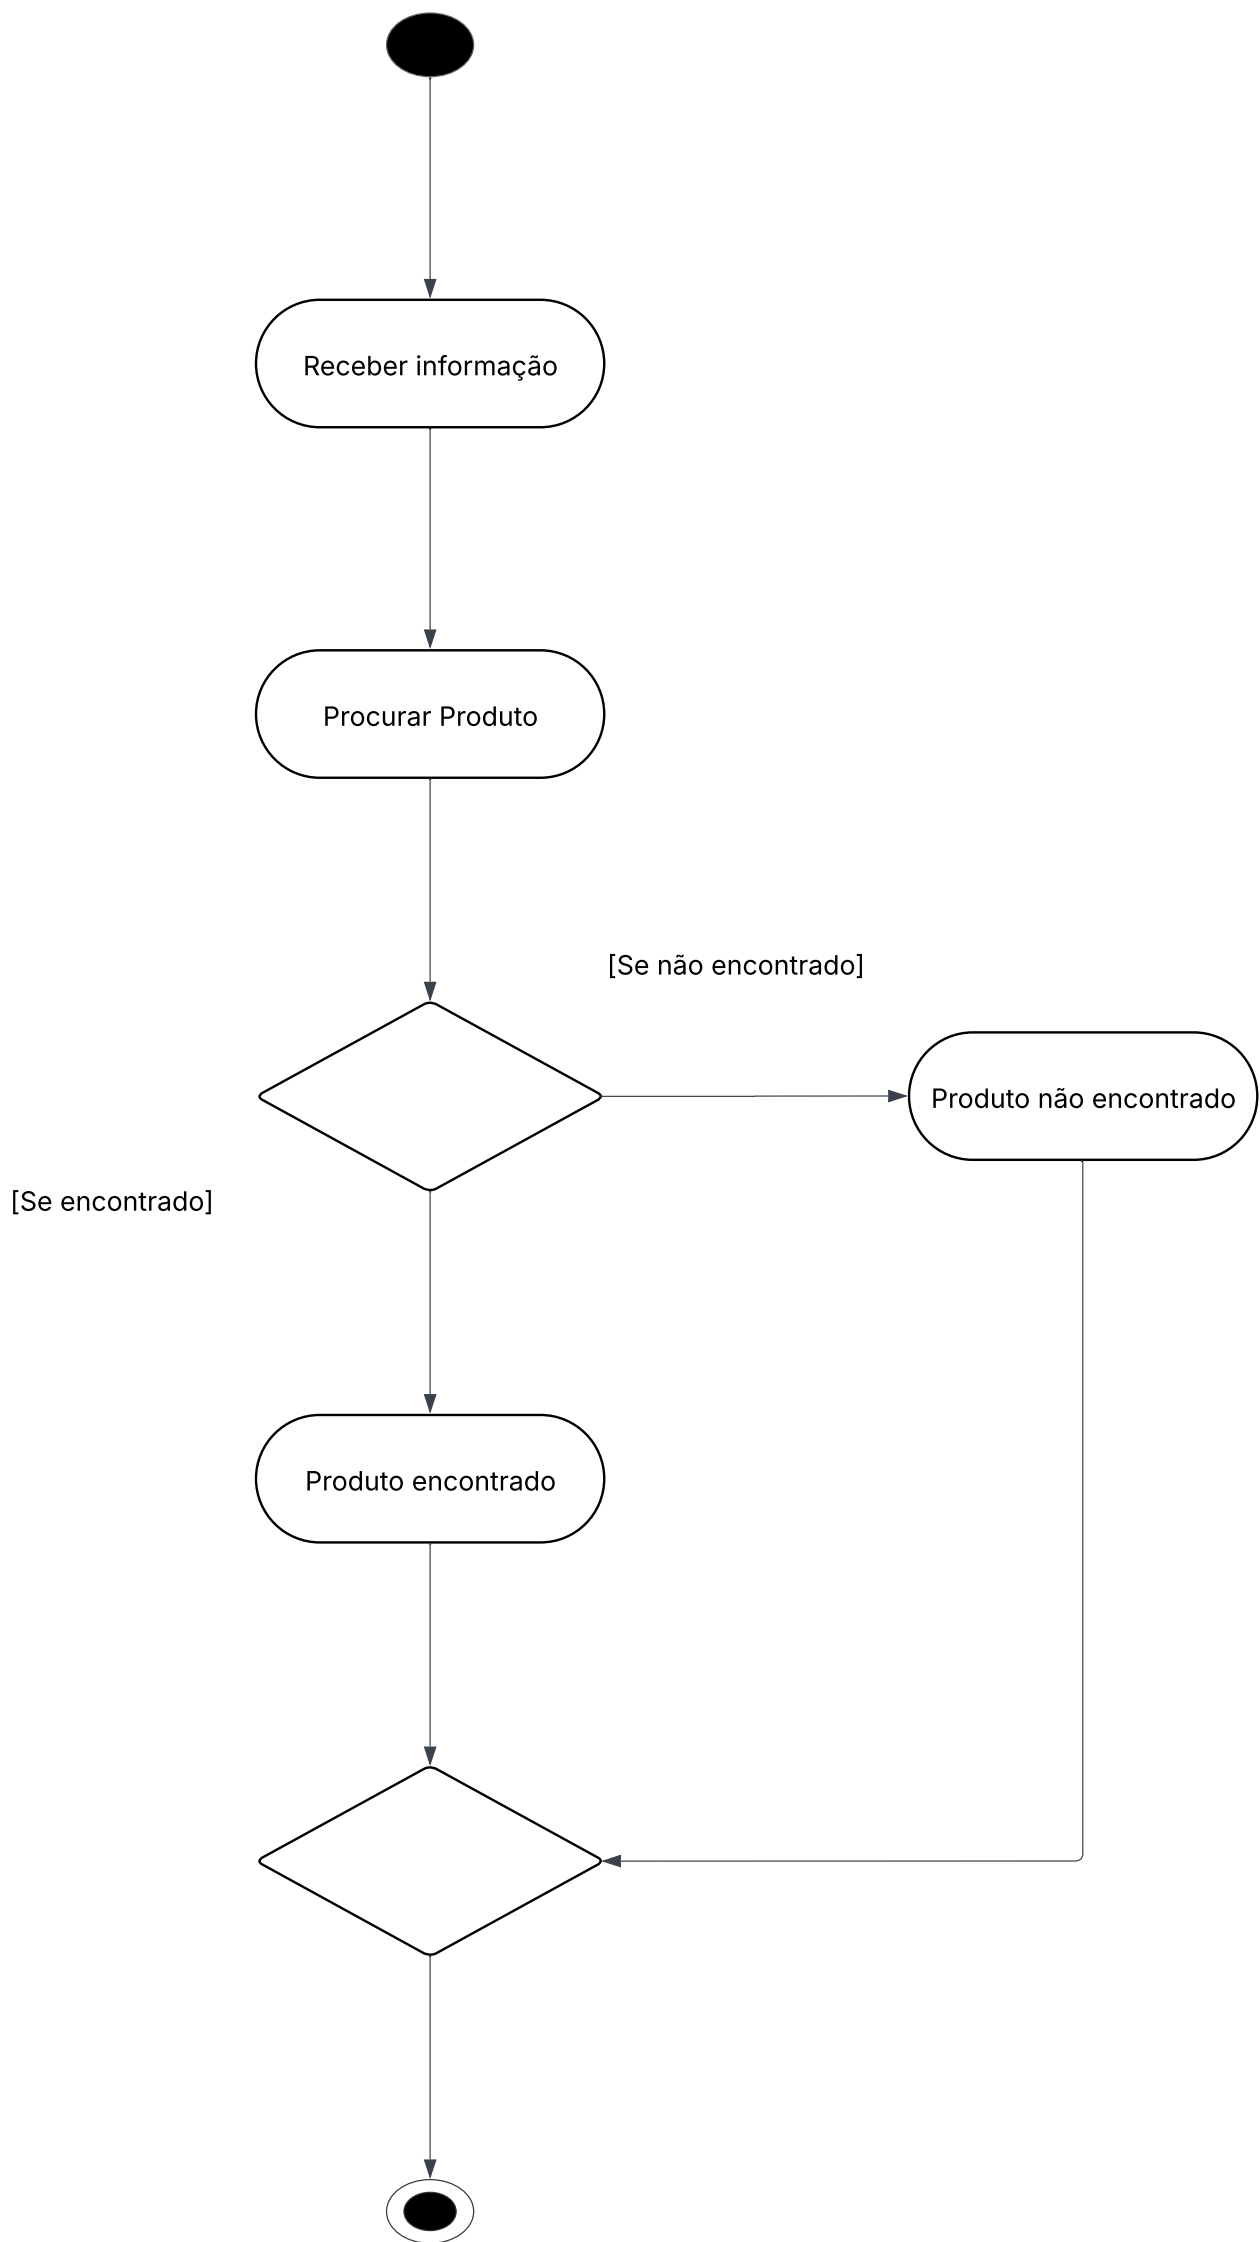 Receber informação
Procurar Produto
[Se não encontrado]
Produto não encontrado
[Se encontrado]
Produto encontrado